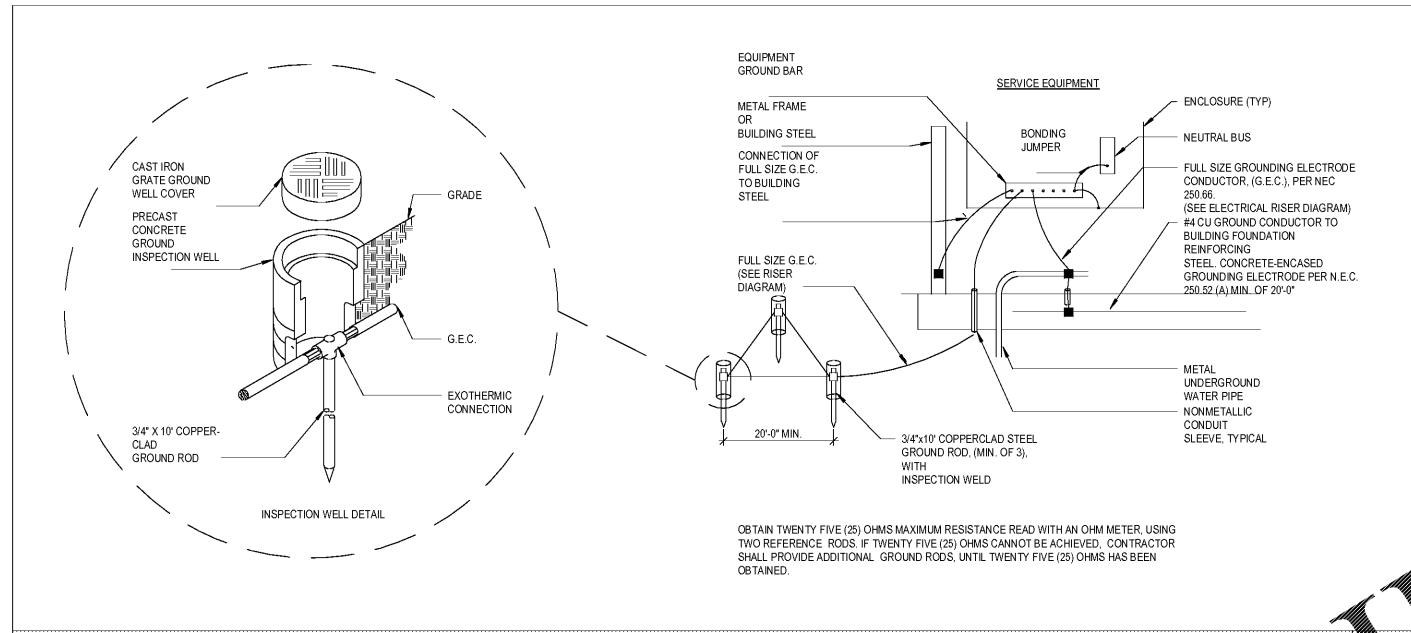 CAST IRON
GRATE GROUND
WELL COVER
PRECAST
CONCRETE
GROUND
INSPECTION WELL
GRADE
G.E.C.
EXOTHERMIC
CONNECTION
3/4" X 10' COPPER-
CLAD
GROUND ROD
INSPECTION WELL DETAIL
EQUIPMENT
GROUND BAR
METAL FRAME
OR
BUILDING STEEL
CONNECTION OF
FULL SIZE G.E.C.
TO BUILDING
STEEL
FULL SIZE G.E.C.
(SEE RISER
DIAGRAM)
20'-0" MIN.
3/4"x10' COPPERCLAD STEEL
GROUND ROD, (MIN. OF 3),
WITH
INSPECTION WELD
SERVICE EQUIPMENT
BONDING
JUMPER
ENCLOSURE (TYP)
NEUTRAL BUS
FULL SIZE GROUNDING ELECTRODE
CONDUCTOR, (G.E.C.), PER NEC
250.66.
(SEE ELECTRICAL RISER DIAGRAM)
#4 CU GROUND CONDUCTOR TO
BUILDING FOUNDATION
REINFORCING
STEEL. CONCRETE-ENCASED
GROUNDING ELECTRODE PER N.E.C.
250.52 (A) MIN. OF 20'-0"
METAL
UNDERGROUND
WATER PIPE
NONMETALLIC
CONDUIT
SLEEVE, TYPICAL
OBTAIN TWENTY FIVE (25) OHMS MAXIMUM RESISTANCE READ WITH AN OHM METER, USING
TWO REFERENCE RODS. IF TWENTY FIVE (25) OHMS CANNOT BE ACHIEVED, CONTRACTOR
SHALL PROVIDE ADDITIONAL GROUND RODS, UNTIL TWENTY FIVE (25) OHMS HAS BEEN
OBTAINED.